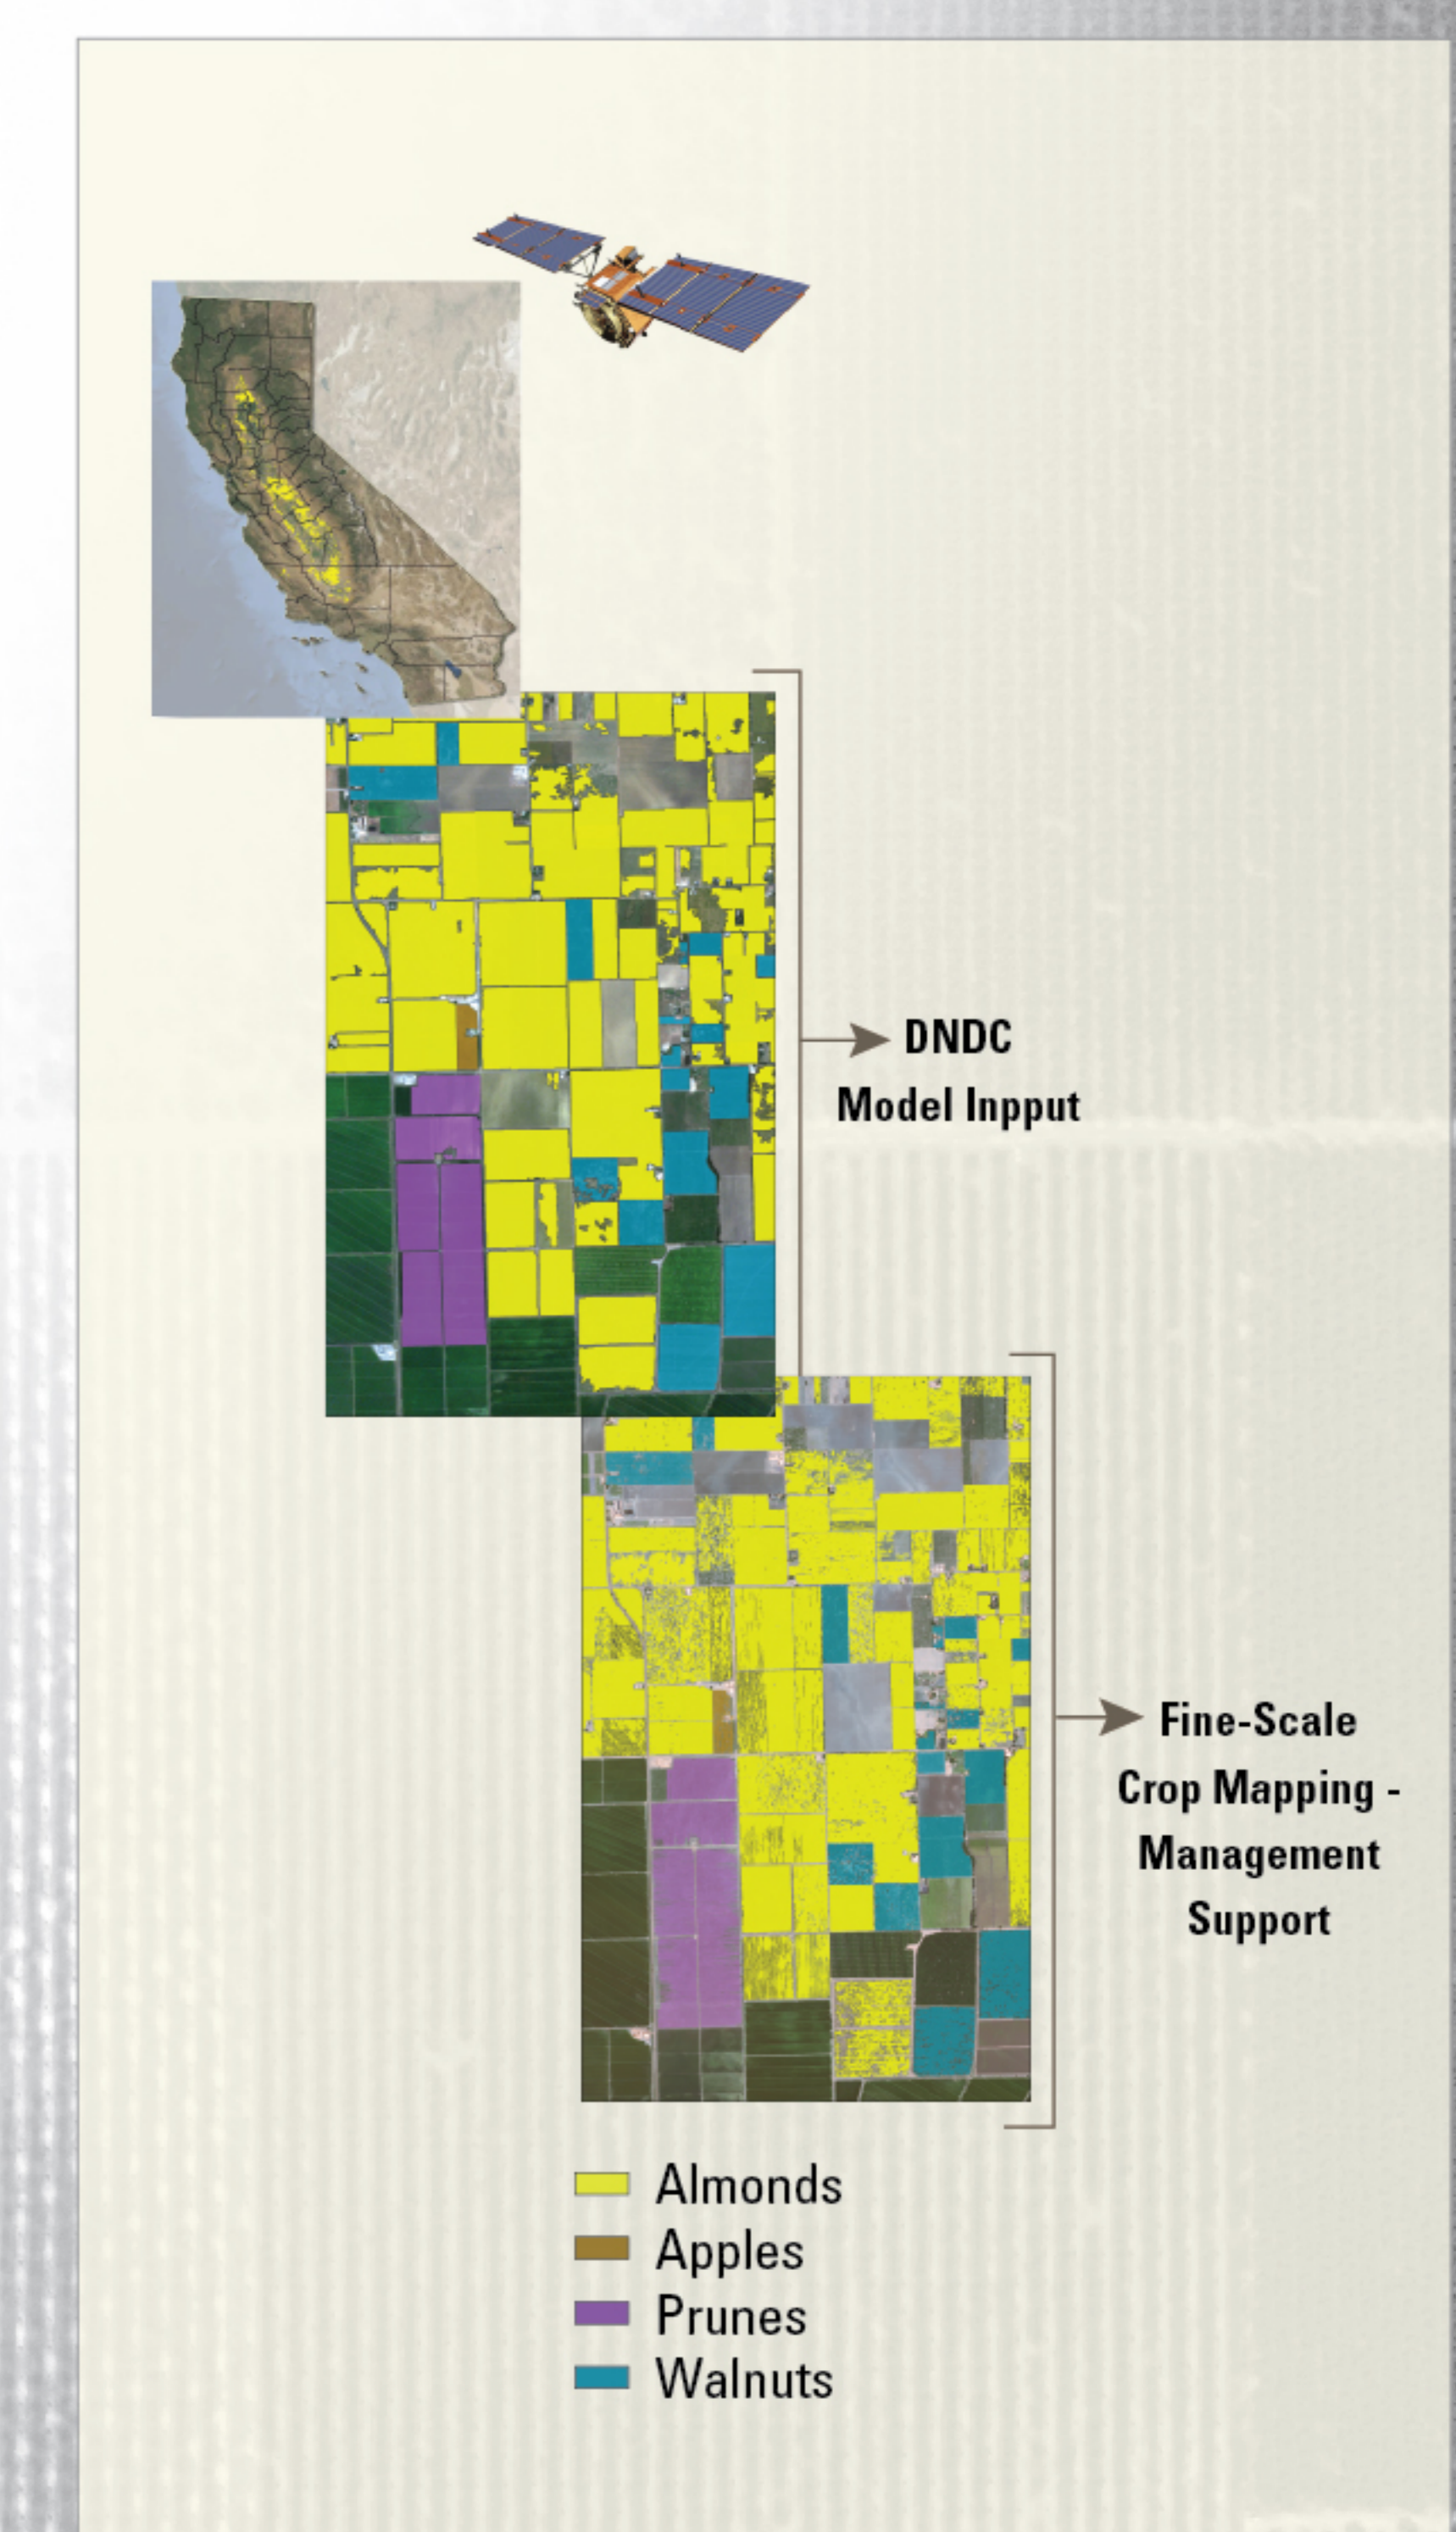 DNDC
Model Inpput
Fine-Scale
Crop Mapping -
Management
Support
Almonds
Apples
Prunes
Walnuts